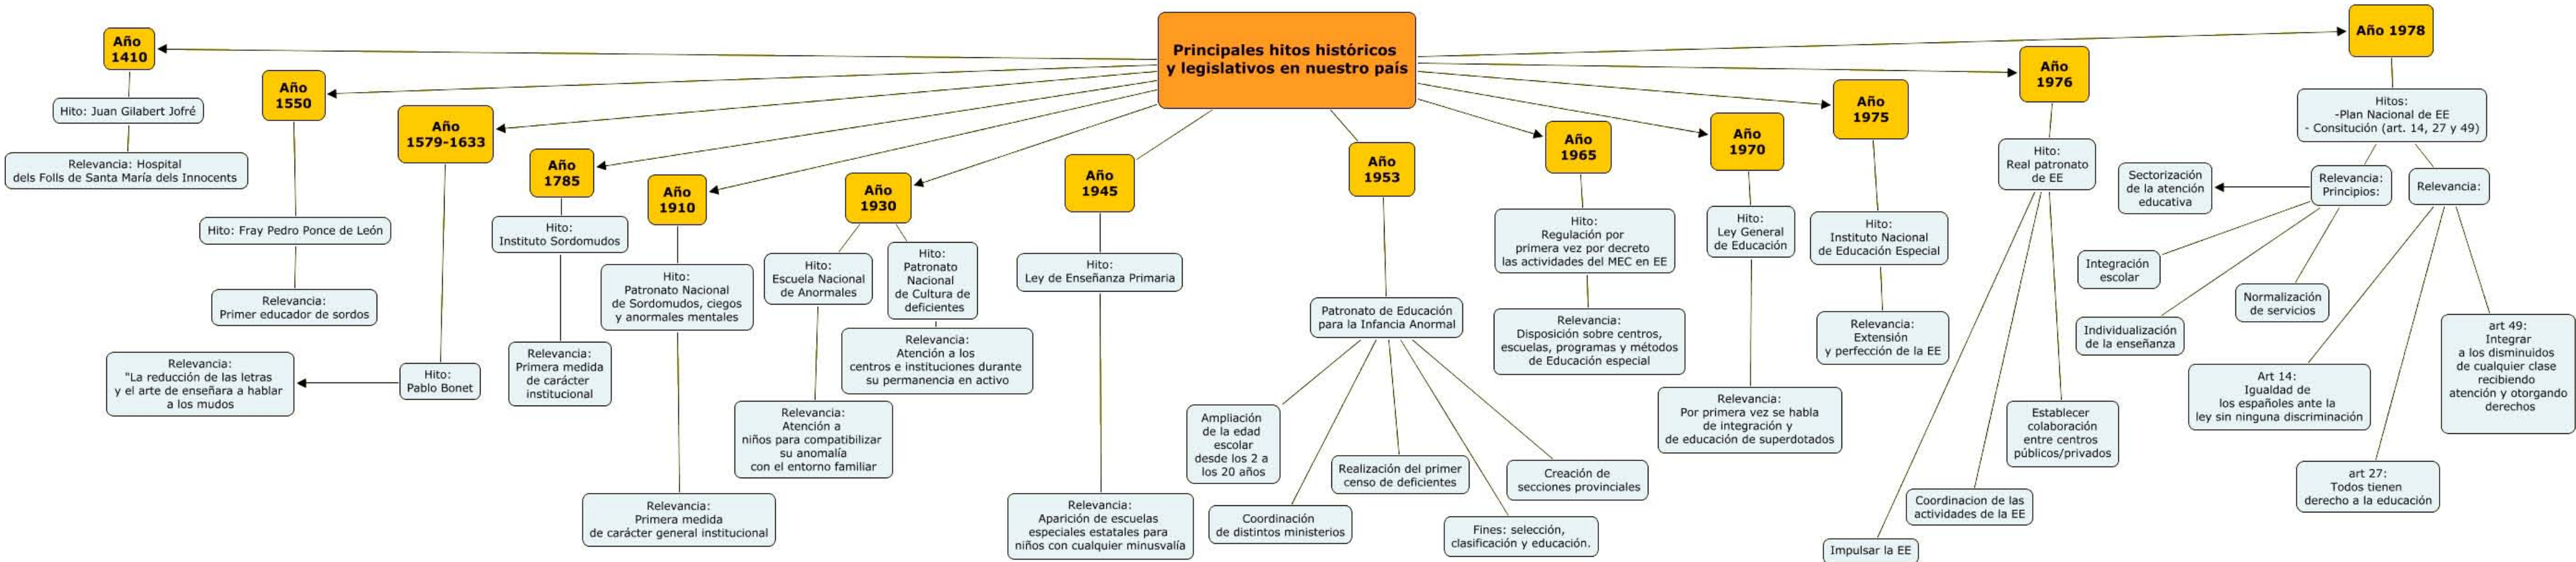 Principales hitos históricos
y legislativos en nuestro país
Año
1410
Hito: Juan Gilabert Jofré
Relevancia: Hospital
dels Folls de Santa María dels Innocents
Año
1550
Hito: Fray Pedro Ponce de León
Relevancia:
Primer educador de sordos
Año
1579-1633
Hito:
Pablo Bonet
Relevancia:
"La reducción de las letras
y el arte de enseñara a hablar
a los mudos
Año
1785
Hito:
Instituto Sordomudos
Relevancia:
Primera medida
de carácter
institucional
Año
1910
Hito:
Patronato Nacional
de Sordomudos, ciegos
y anormales mentales
Relevancia:
Primera medida
de carácter general institucional
Año
1930
Hito:
Escuela Nacional
de Anormales
Relevancia:
Atención a
niños para compatibilizar
su anomalía
con el entorno familiar
Hito:
Patronato
Nacional
de Cultura de
deficientes
Relevancia:
Atención a los
centros e instituciones durante
su permanencia en activo
Año
1945
Hito:
Ley de Enseñanza Primaria
Relevancia:
Aparición de escuelas
especiales estatales para
niños con cualquier minusvalía
Año
1953
Patronato de Educación
para la Infancia Anormal
Ampliación
de la edad
escolar
desde los 2 a
los 20 años
Coordinación
de distintos ministerios
Realización del primer
censo de deficientes
Fines: selección,
clasificación y educación.
Creación de
secciones provinciales
Año
1965
Hito:
Regulación por
primera vez por decreto
las actividades del MEC en EE
Relevancia:
Disposición sobre centros,
escuelas, programas y métodos
de Educación especial
Año
1970
Hito:
Ley General
de Educación
Relevancia:
Por primera vez se habla
de integración y
de educación de superdotados
Año
1975
Hito:
Instituto Nacional
de Educación Especial
Relevancia:
Extensión
y perfección de la EE
Año
1976
Hito:
Real patronato
de EE
Impulsar la EE
Coordinacion de las
actividades de la EE
Establecer
colaboración
entre centros
públicos/privados
Año 1978
Hitos:
-Plan Nacional de EE
- Consitución (art. 14, 27 y 49)
Relevancia:
Principios:
Sectorización
de la atención
educativa
Integración
escolar
Individualización
de la enseñanza
Normalización
de servicios
Relevancia:
Art 14:
Igualdad de
los españoles ante la
ley sin ninguna discriminación
art 27:
Todos tienen
derecho a la educación
art 49:
Integrar
a los disminuidos
de cualquier clase
recibiendo
atención y otorgando
derechos